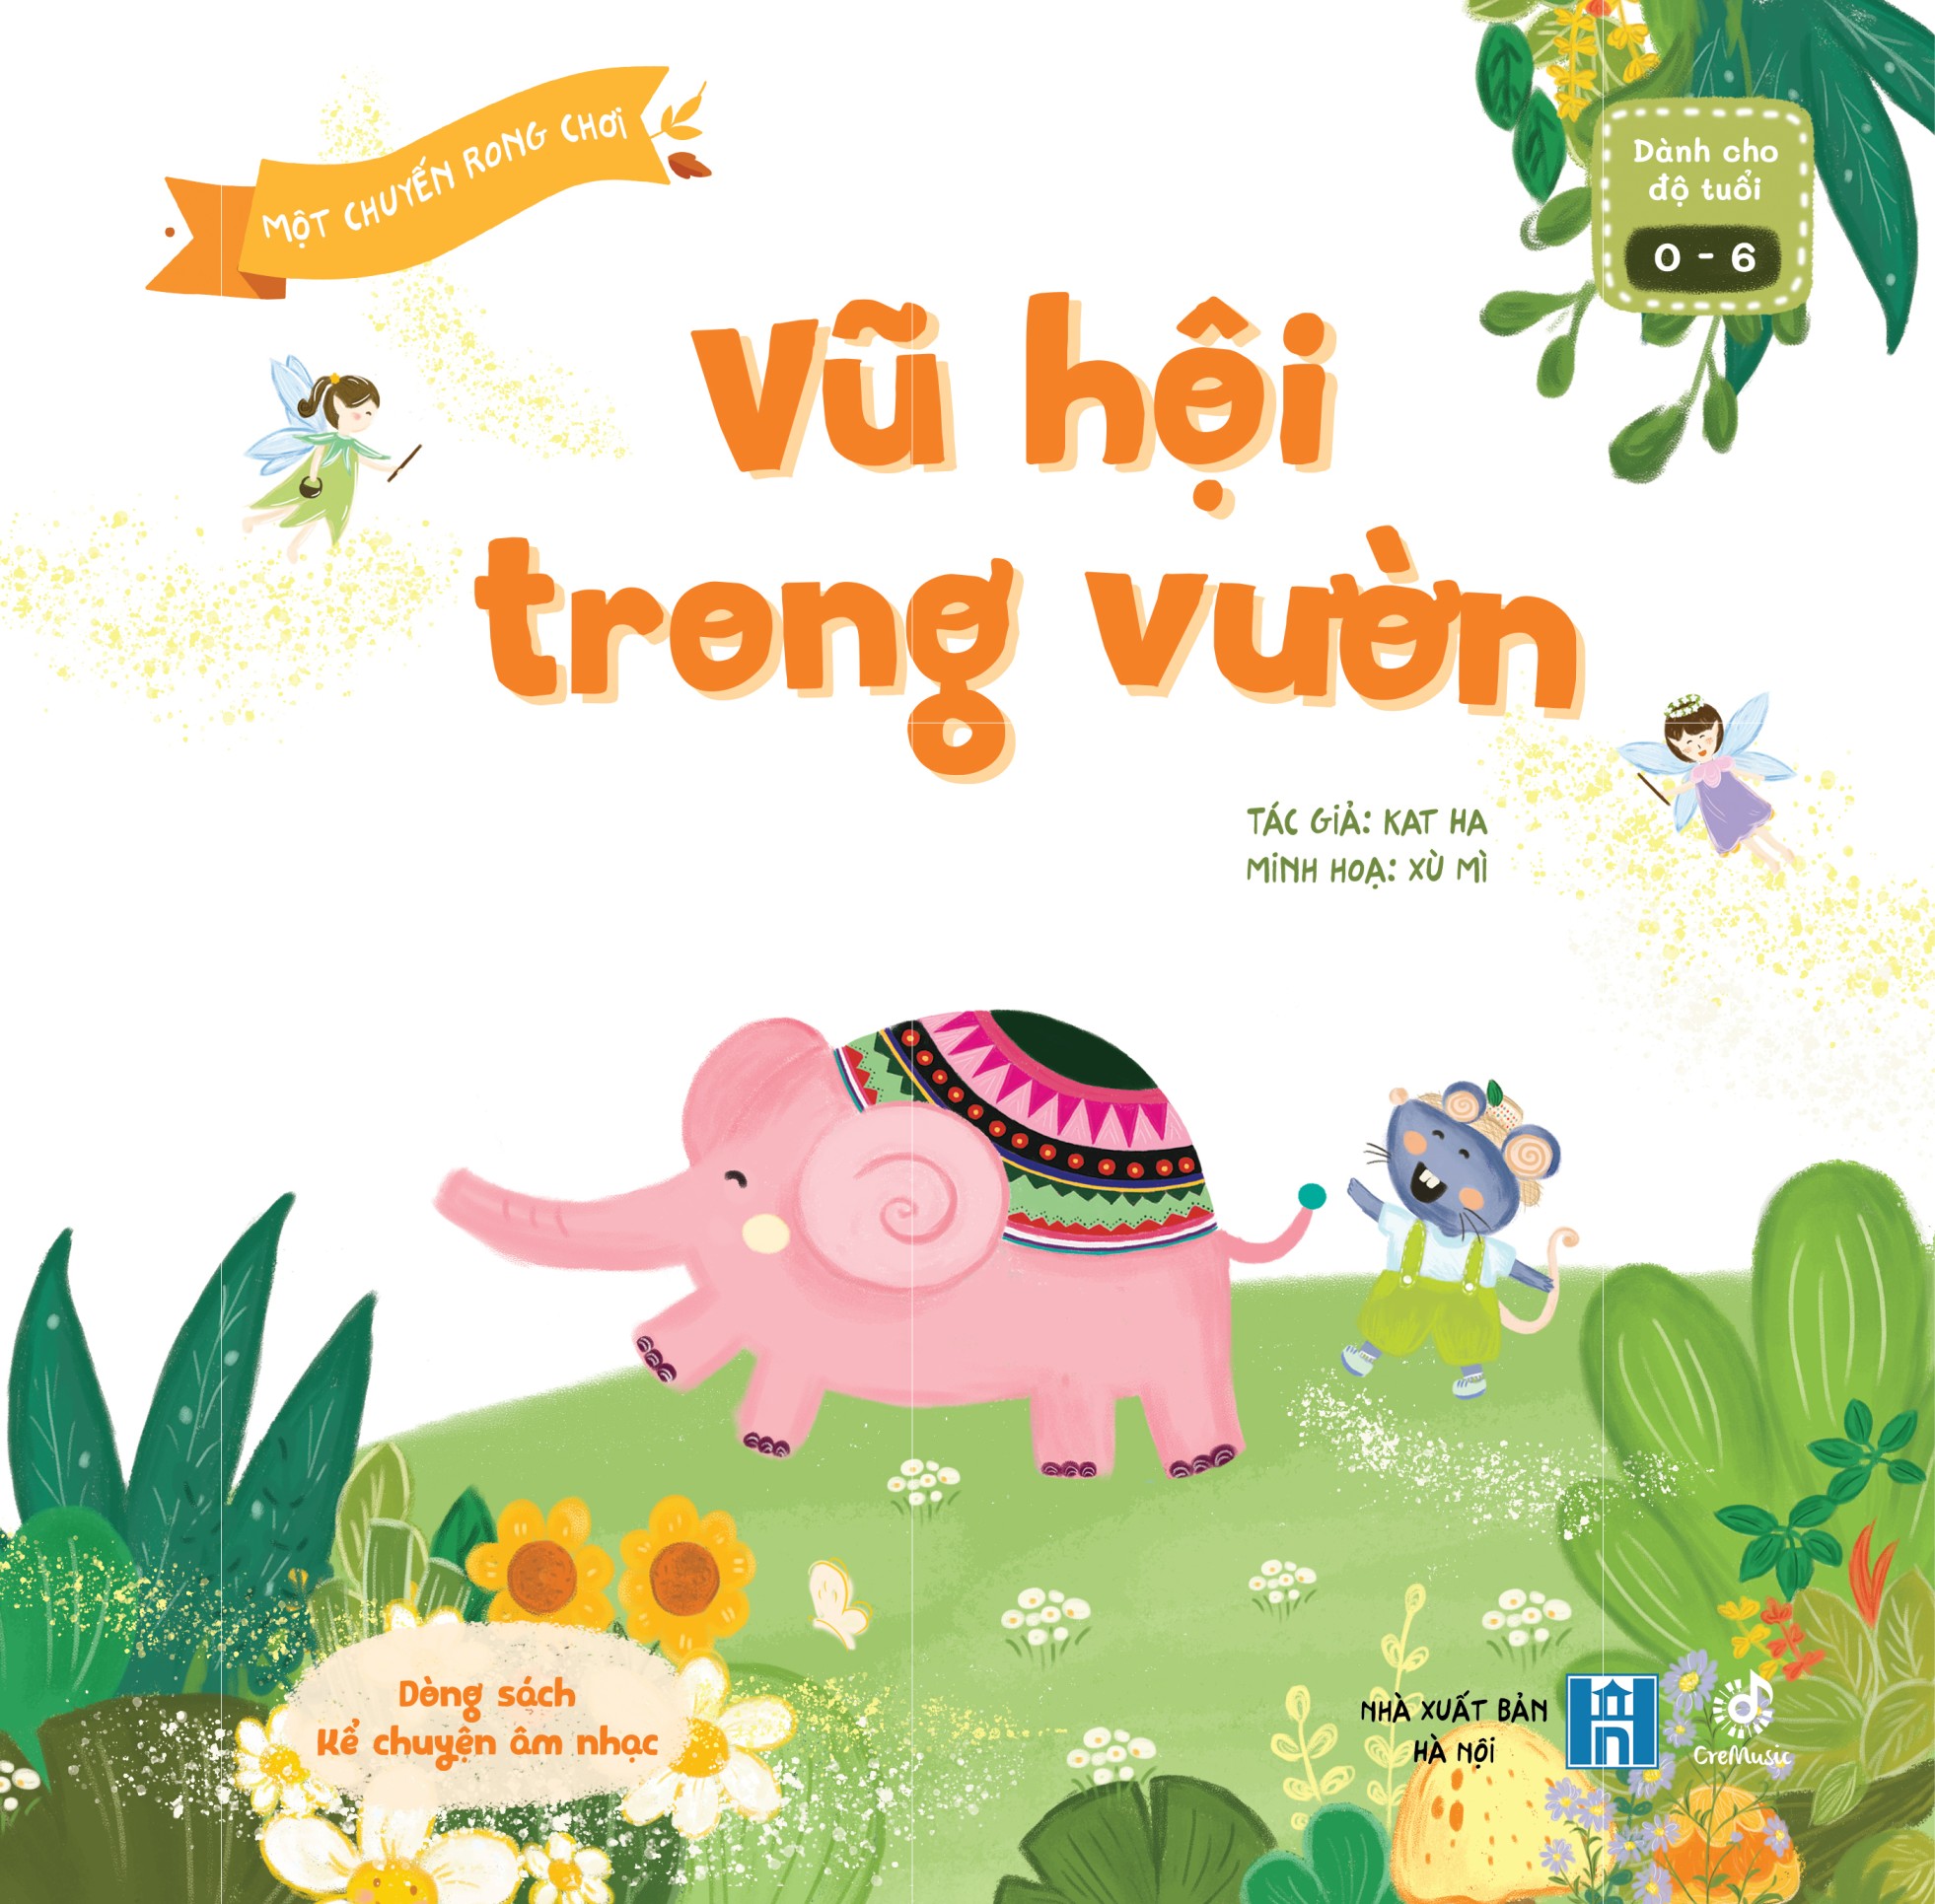 MỘT CHUYẾN RONG CHƠI
Dành cho
độ tuổi
0 - 6
Vũ hội
trong vườn
TÁC GIẢ: KAT HA
MINH HOẠ: XÙ MÌ
Dòng sách
Kể chuyện âm nhạc
NHÀ XUẤT BẢN
HÀ NỘI
CreMusic